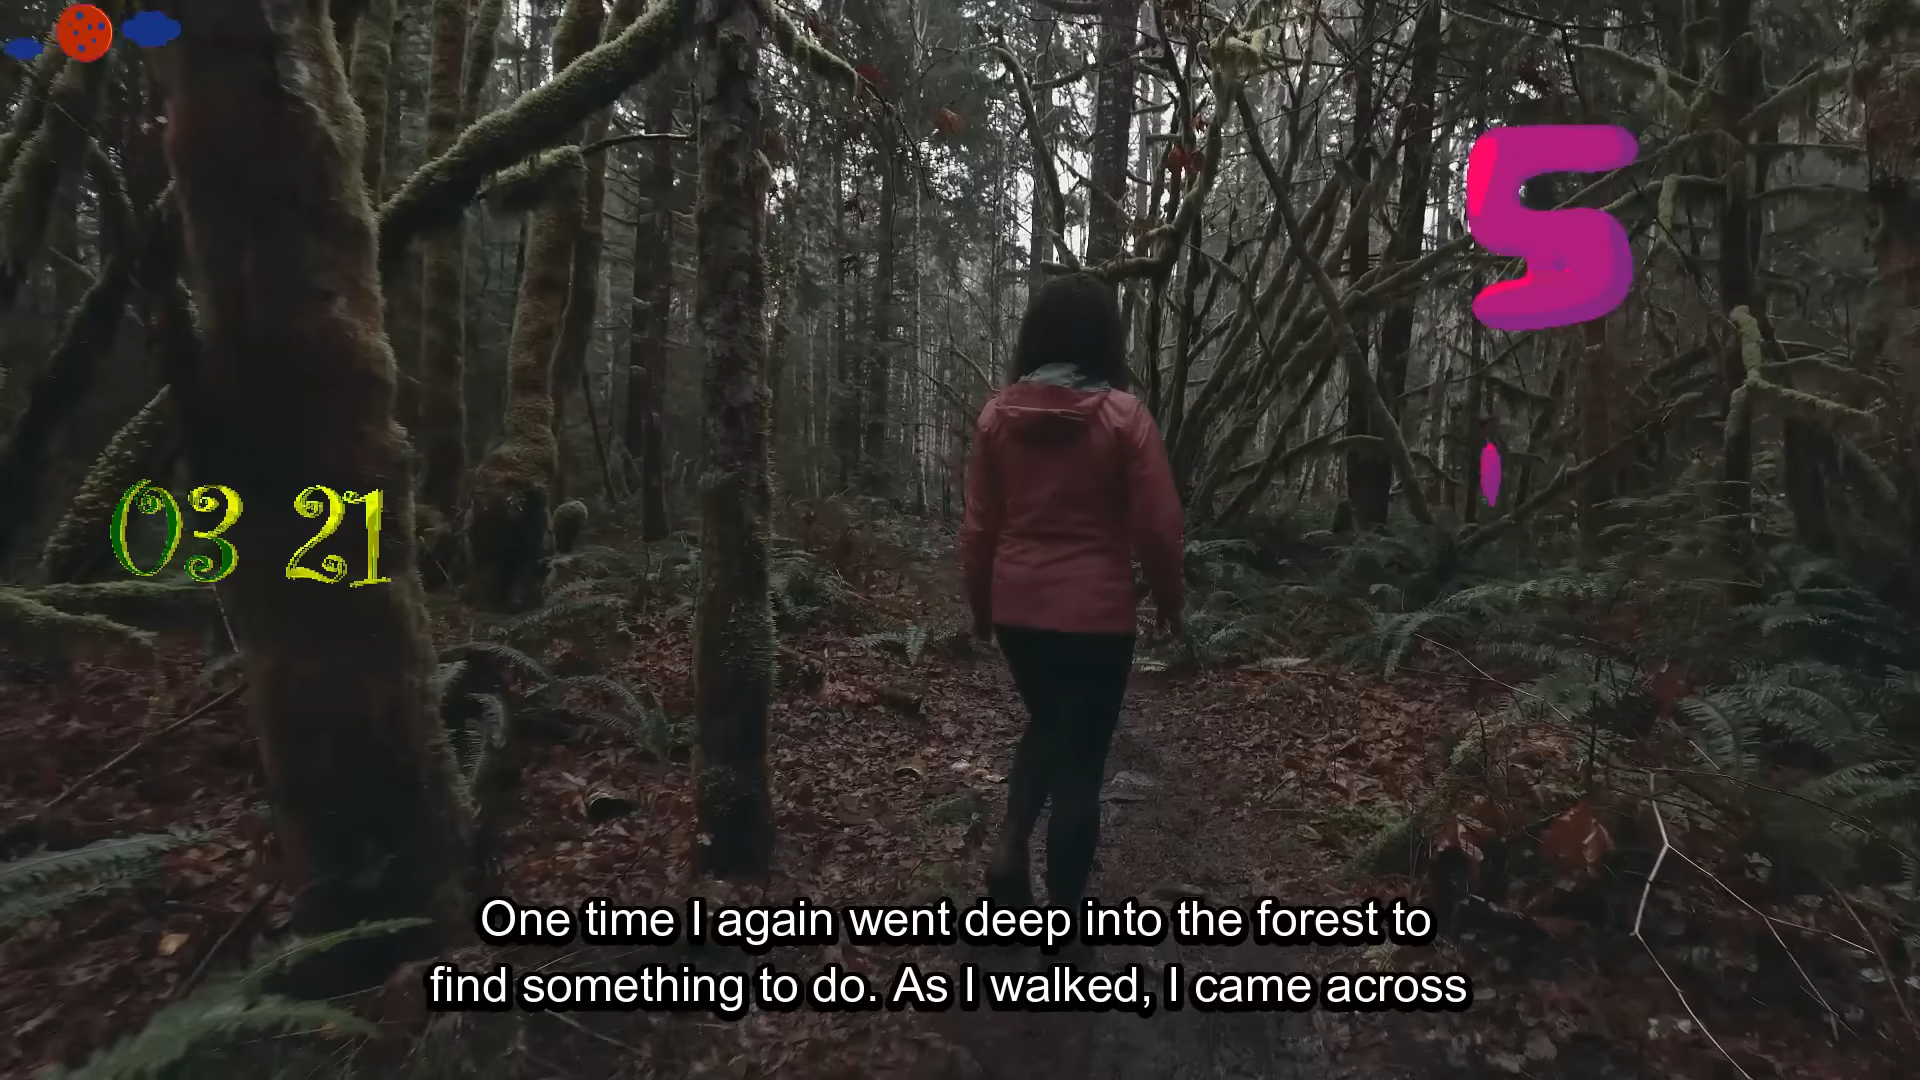 5
03 21
One time I again went deep into the forest to
find something to do. As I walked, I came across